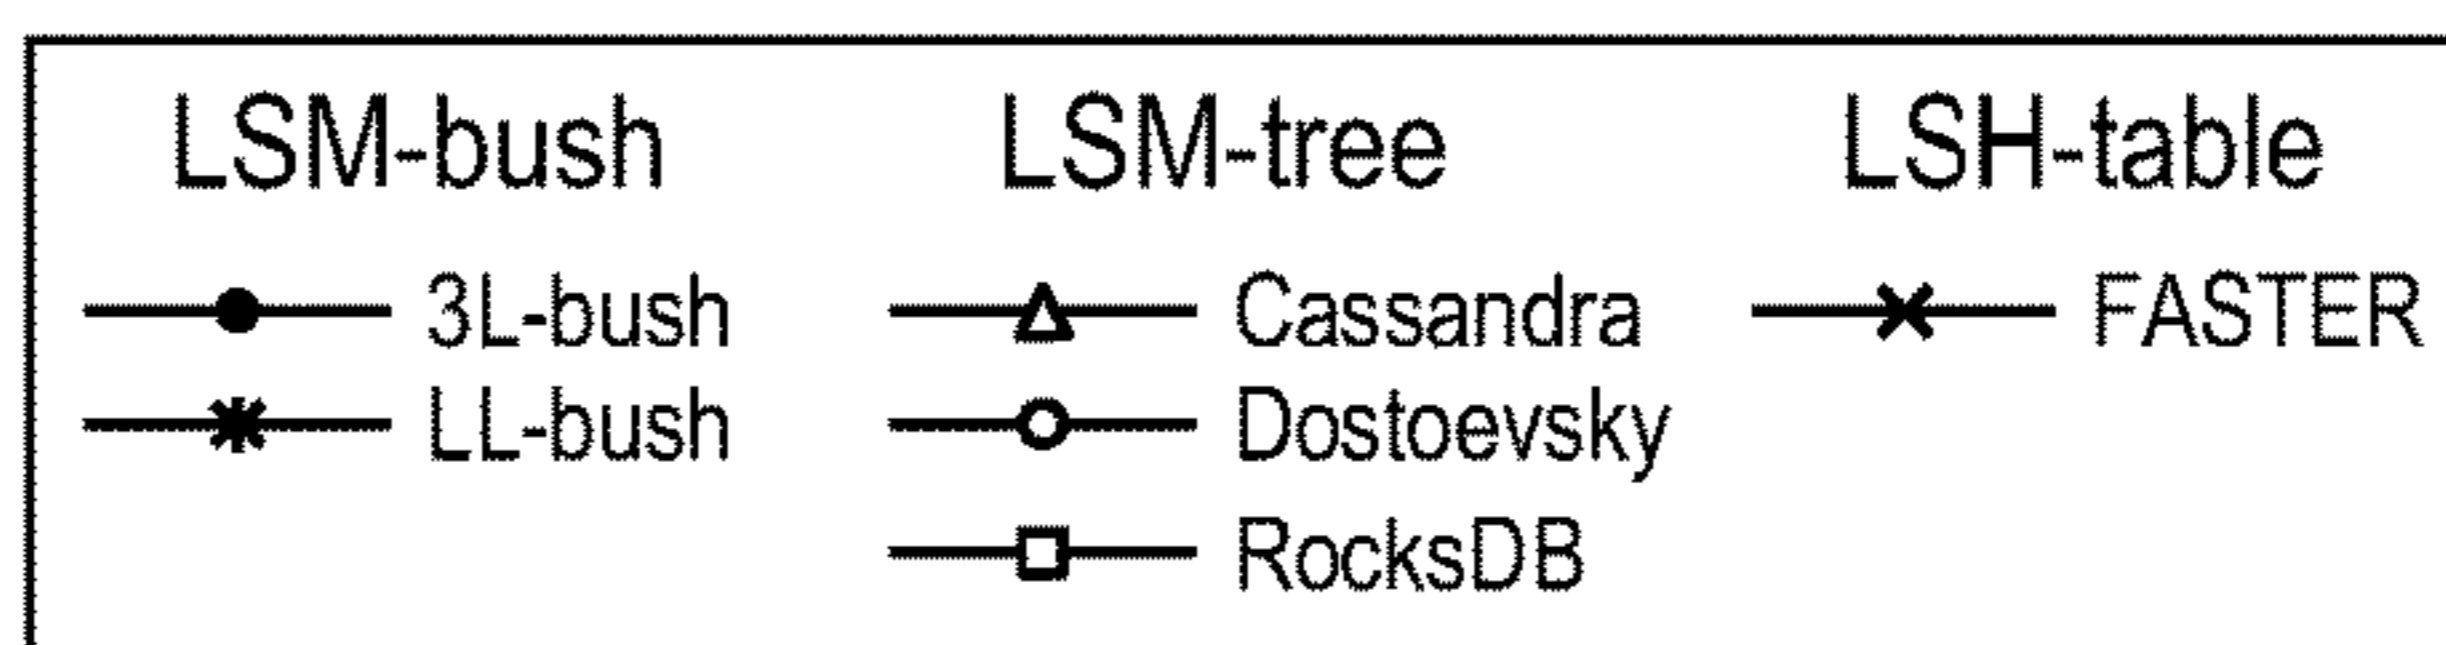 LSM-bush LSM-tree LSH-table
3L-bush Cassandra FASTER
LL-bush Dostoevsky
RocksDB